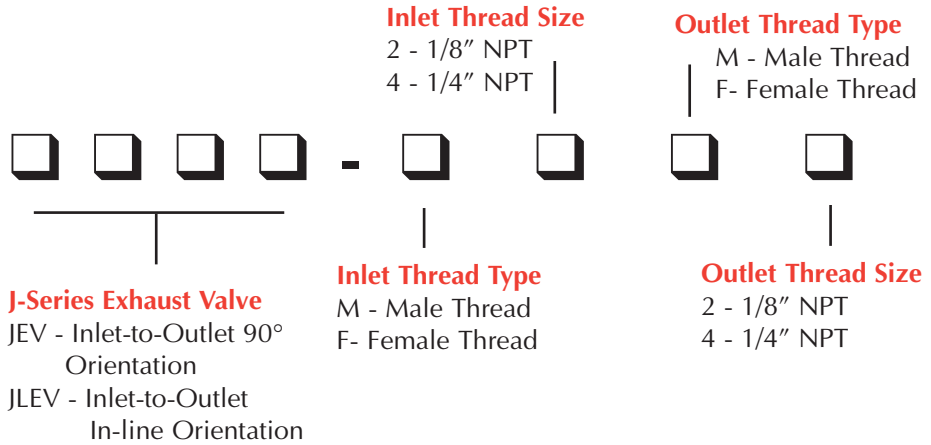 Inlet Thread Size
2 - 1/8″ NPT
4 - 1/4″ NPT
Outlet Thread Type
M - Male Thread
F- Female Thread
-
J-Series Exhaust Valve
JEV - Inlet-to-Outlet 90°
Orientation
JLEV - Inlet-to-Outlet
In-line Orientation
Inlet Thread Type
M - Male Thread
F- Female Thread
Outlet Thread Size
2 - 1/8″ NPT
4 - 1/4″ NPT